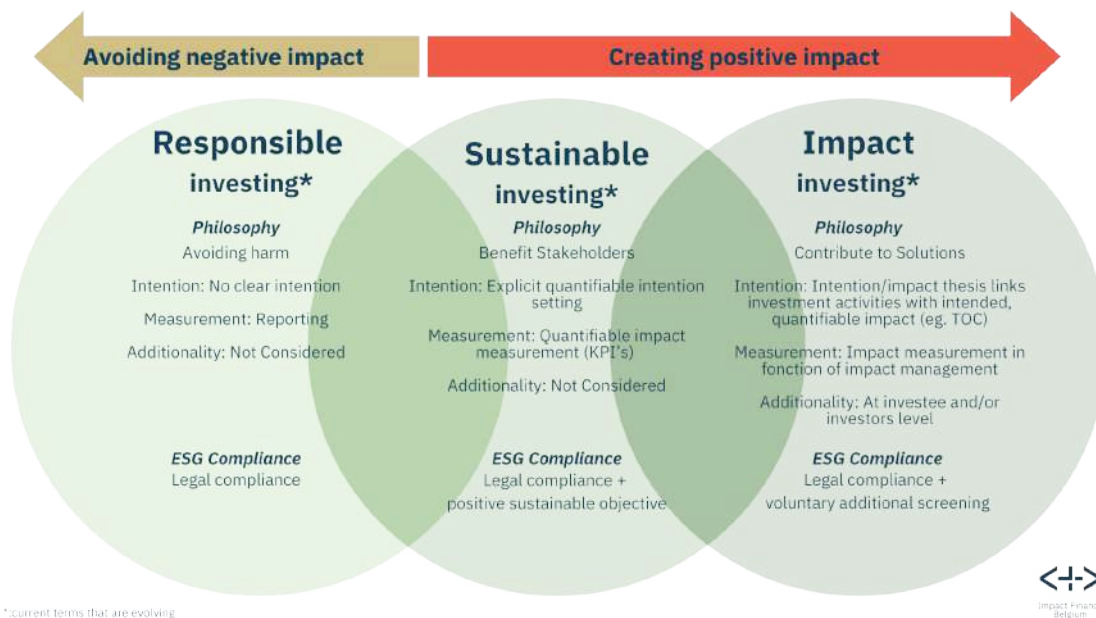 Avoiding negative impact
Creating positive impact
Responsible
investing*
Philosophy
Avoiding harm
Intention: No clear intention
Measurement: Reporting
Additionality: Not Considered
ESG Compliance
Legal compliance
Sustainable
investing*
Philosophy
Benefit Stakeholders
Intention: Explicit quantifiable intention
setting
Measurement: Quantifiable impact
measurement (KPI's)
Additionality: Not Considered
ESG Compliance
Legal compliance +
positive sustainable objective
Impact
investing*
Philosophy
Contribute to Solutions
Intention: Intention/impact thesis links
investment activities with intended,
quantifiable impact (eg. TOC)
Measurement: Impact measurement in
fonction of impact management
Additionality: At investee and/or
investors level
ESG Compliance
Legal compliance +
voluntary additional screening
*:current terms that are evolving
Impact Financ
Belgium